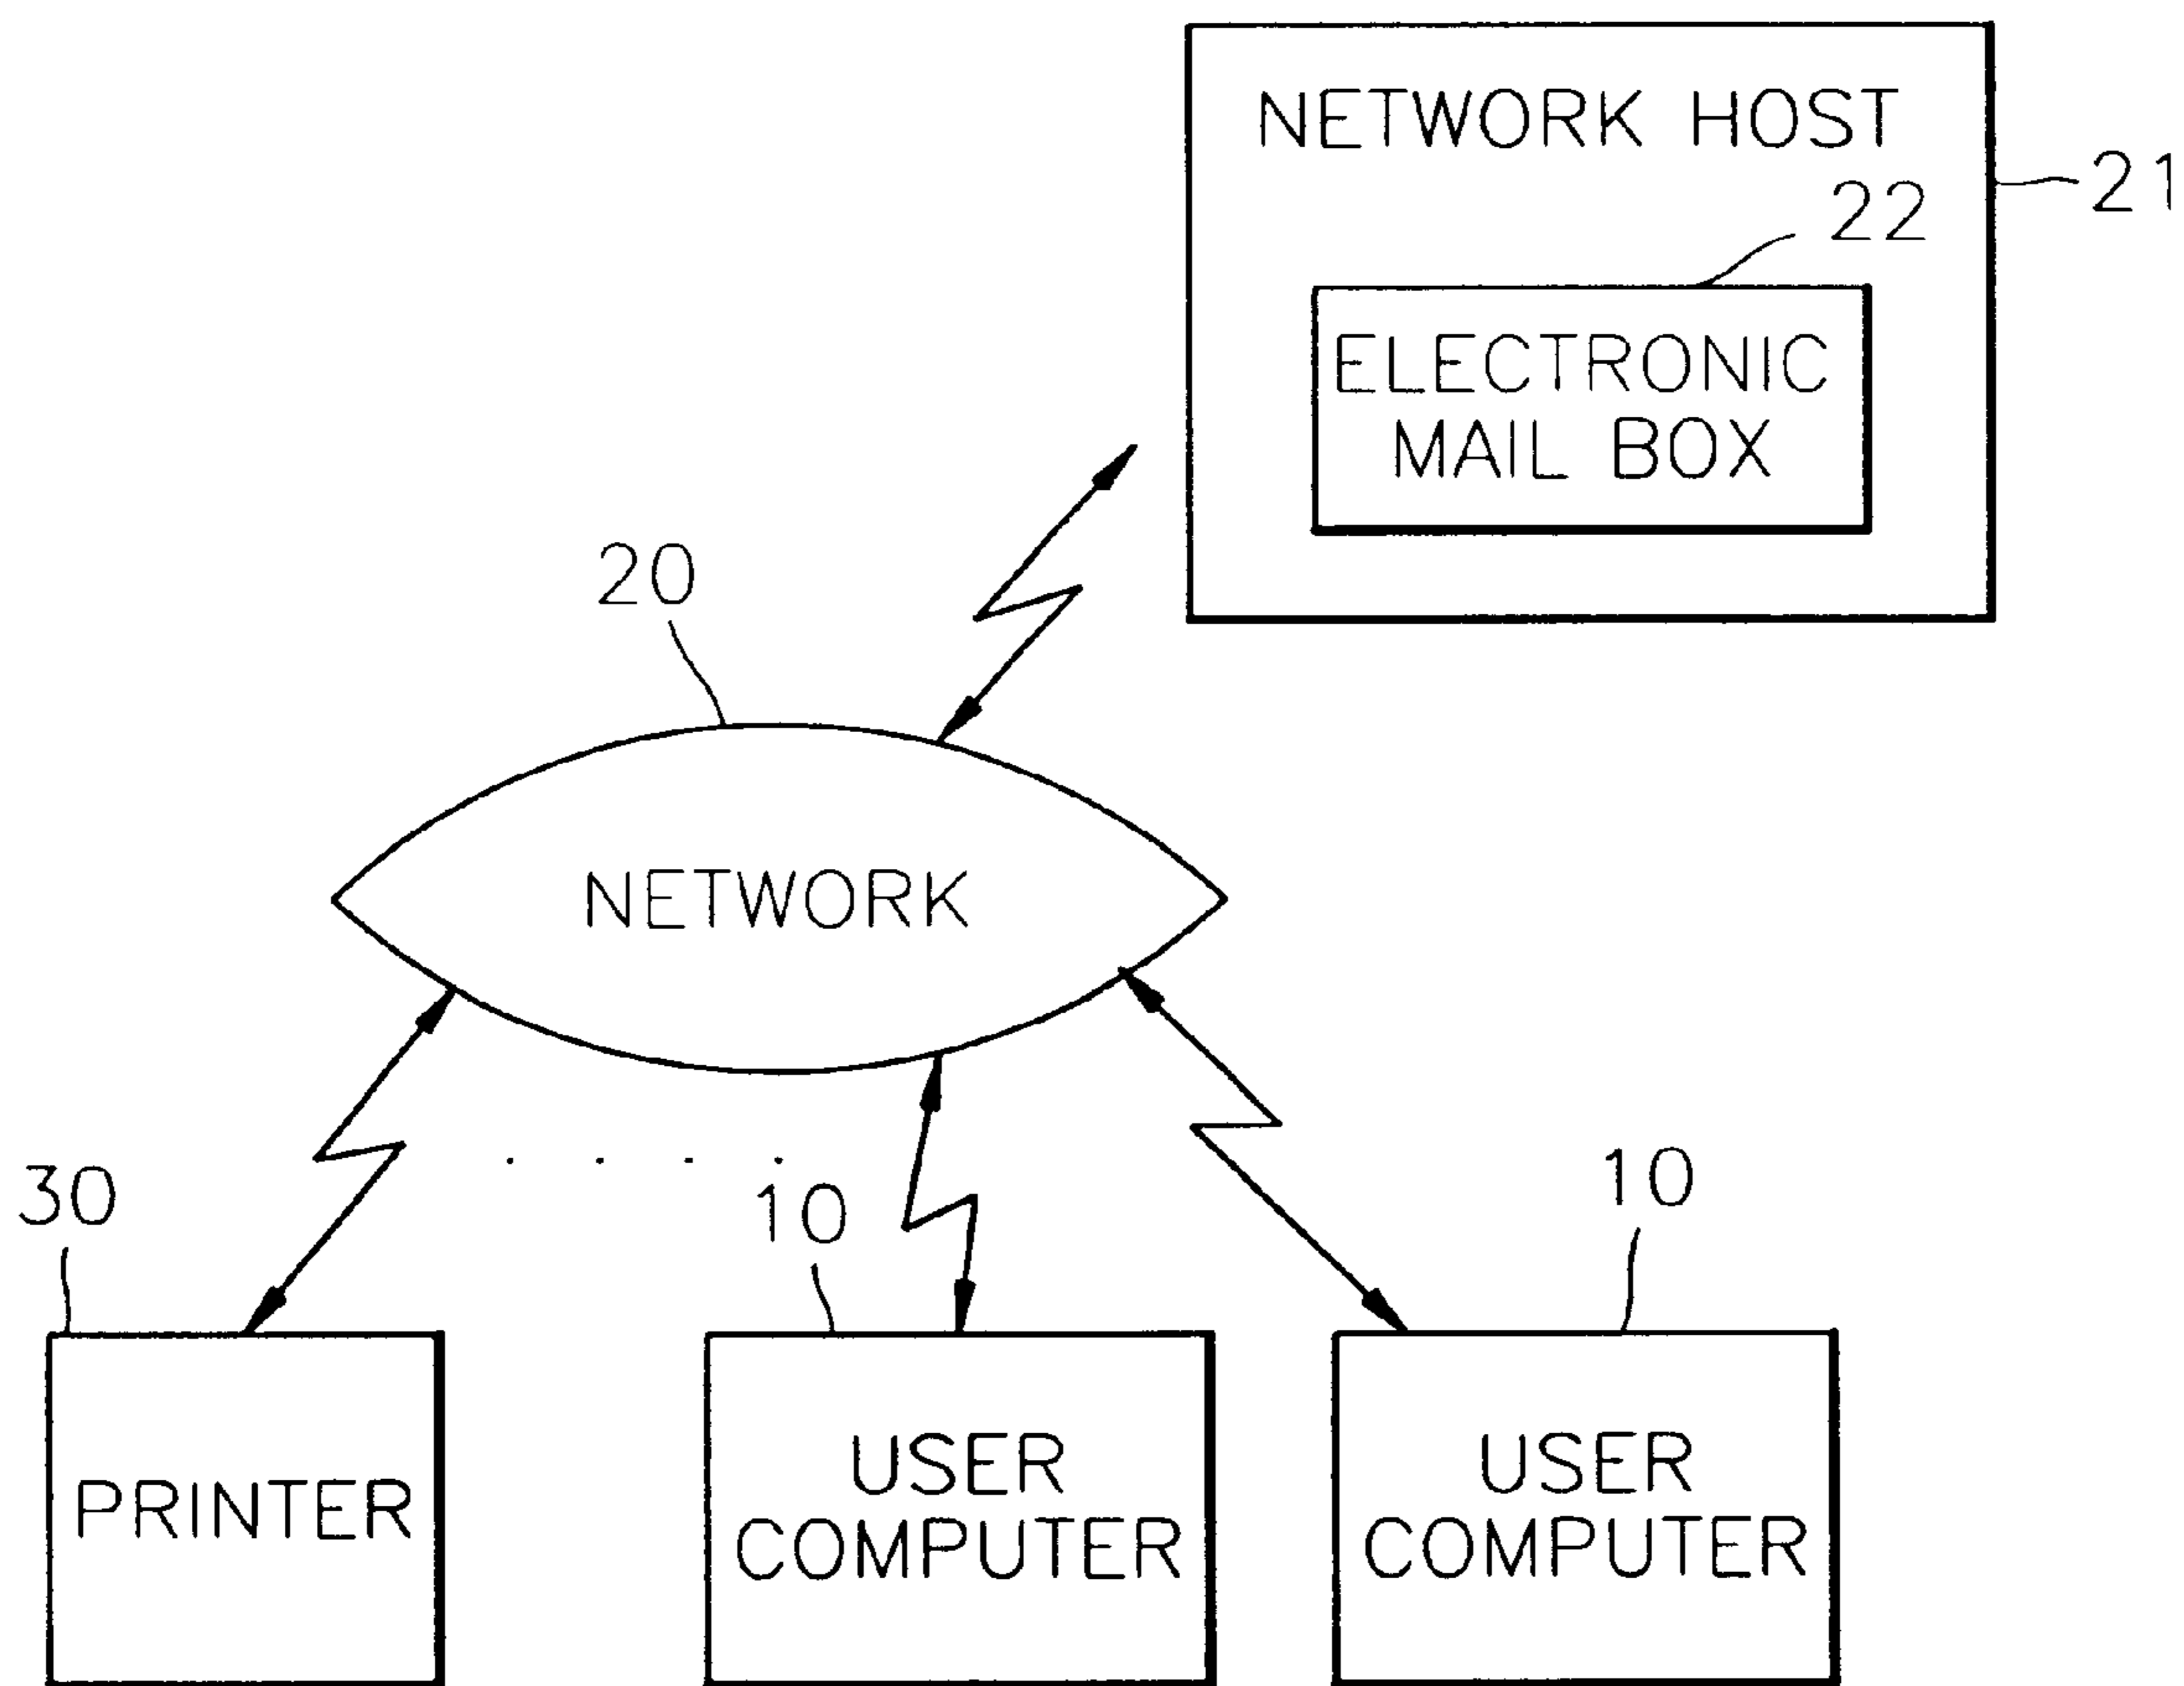 NETWORK HOST
21
22
ELECTRONIC
MAIL BOX
20
NETWORK
30
10
10
PRINTER
USER
COMPUTER
USER
COMPUTER